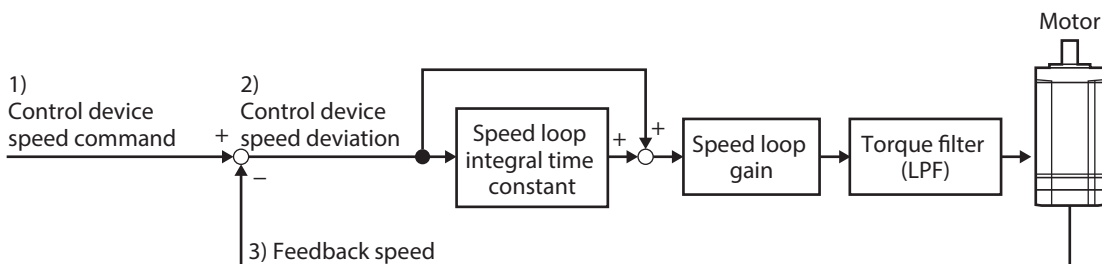 Motor
1)
Control device
speed command
+
2)
Control device
speed deviation
−
3) Feedback speed
Speed loop
integral time
constant
+
+
Speed loop
gain
Torque filter
(LPF)